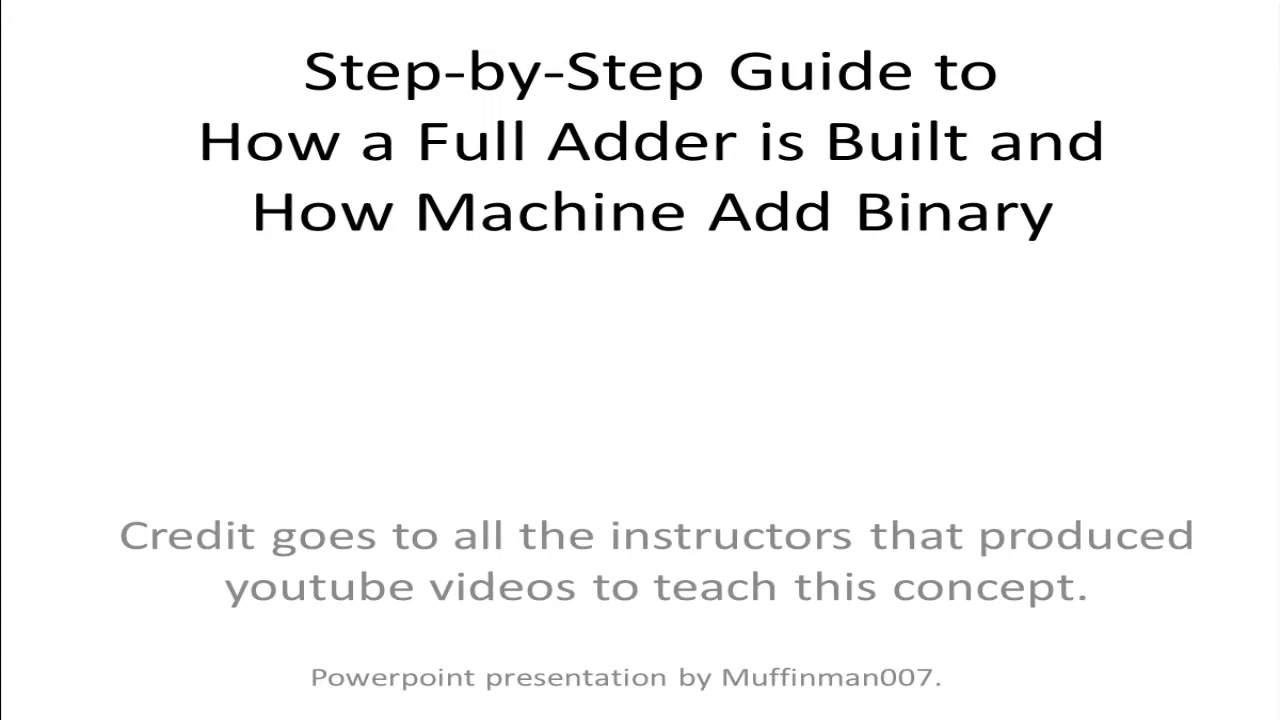 Step-by-Step Guide to
How a Full Adder is Built and
How Machine Add Binary
Credit goes to all the instructors that produced
youtube videos to teach this concept.
Powerpoint presentation by Muffinman007.